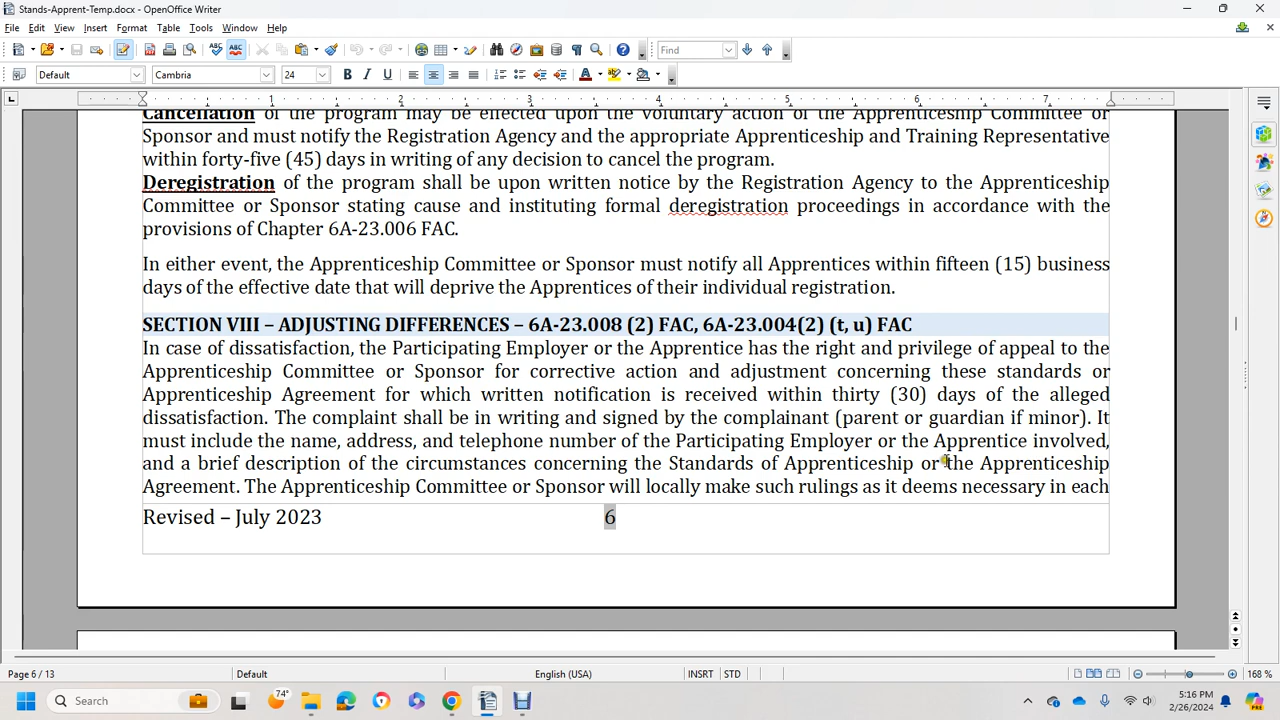 Stands-Apprent-Temp.docx - OpenOffice Writer
File Edit View Insert Format Table Tools Window Help
Find
Default Cambria 24
1 2 3 4 5 6 7
Cancellation of the program may be effected upon the voluntary action of the Apprenticeship Committee or
Sponsor and must notify the Registration Agency and the appropriate Apprenticeship and Training Representative
within forty-five (45) days in writing of any decision to cancel the program.
Deregistration of the program shall be upon written notice by the Registration Agency to the Apprenticeship
Committee or Sponsor stating cause and instituting formal deregistration proceedings in accordance with the
provisions of Chapter 6A-23.006 FAC.
In either event, the Apprenticeship Committee or Sponsor must notify all Apprentices within fifteen (15) business
days of the effective date that will deprive the Apprentices of their individual registration.
SECTION VIII – ADJUSTING DIFFERENCES – 6A-23.008 (2) FAC, 6A-23.004(2) (t, u) FAC
In case of dissatisfaction, the Participating Employer or the Apprentice has the right and privilege of appeal to the
Apprenticeship Committee or Sponsor for corrective action and adjustment concerning these standards or
Apprenticeship Agreement for which written notification is received within thirty (30) days of the alleged
dissatisfaction. The complaint shall be in writing and signed by the complainant (parent or guardian if minor). It
must include the name, address, and telephone number of the Participating Employer or the Apprentice involved,
and a brief description of the circumstances concerning the Standards of Apprenticeship or the Apprenticeship
Agreement. The Apprenticeship Committee or Sponsor will locally make such rulings as it deems necessary in each
Revised – July 2023 6
Page 6 / 13 Default English (USA) INSRT STD 168 %
Search 74° 5:16 PM
2/26/2024